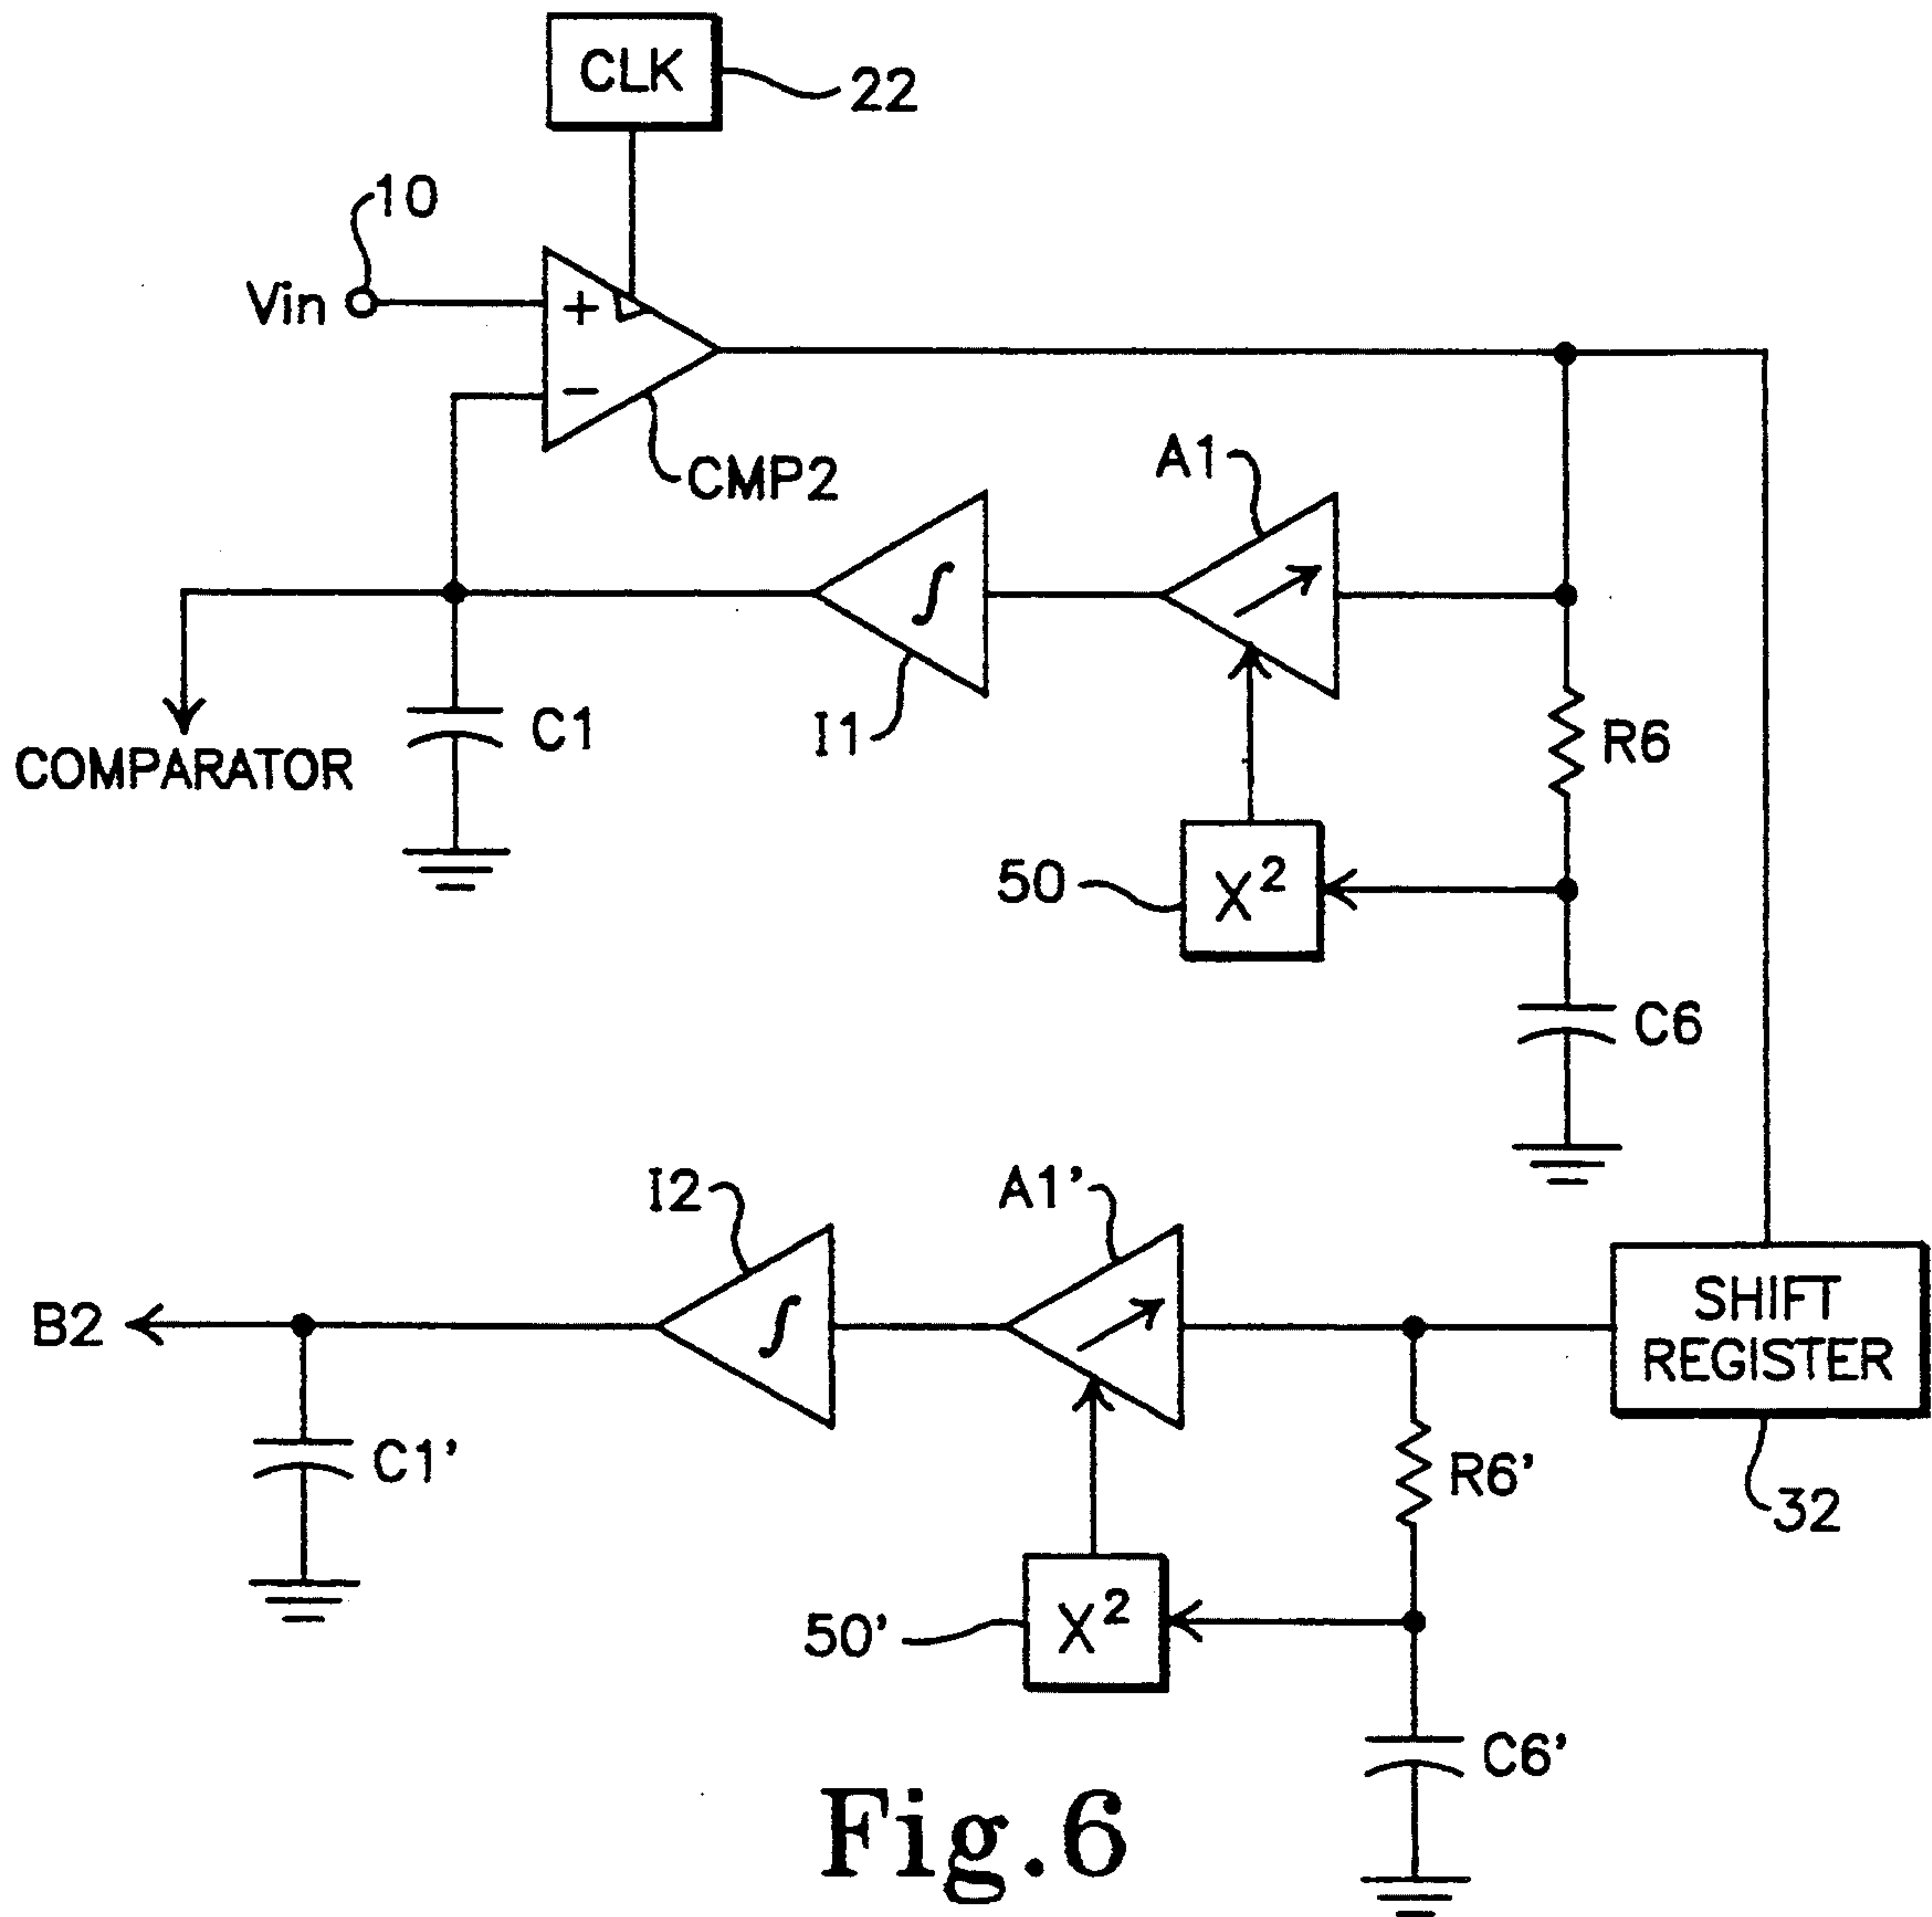 CLK
22
10
Vin
+
−
CMP2
A1
∫
I1
C1
COMPARATOR
R6
50
X²
C6
I2
A1'
SHIFT
REGISTER
B2
∫
C1'
R6'
32
50'
X²
C6'
Fig.6